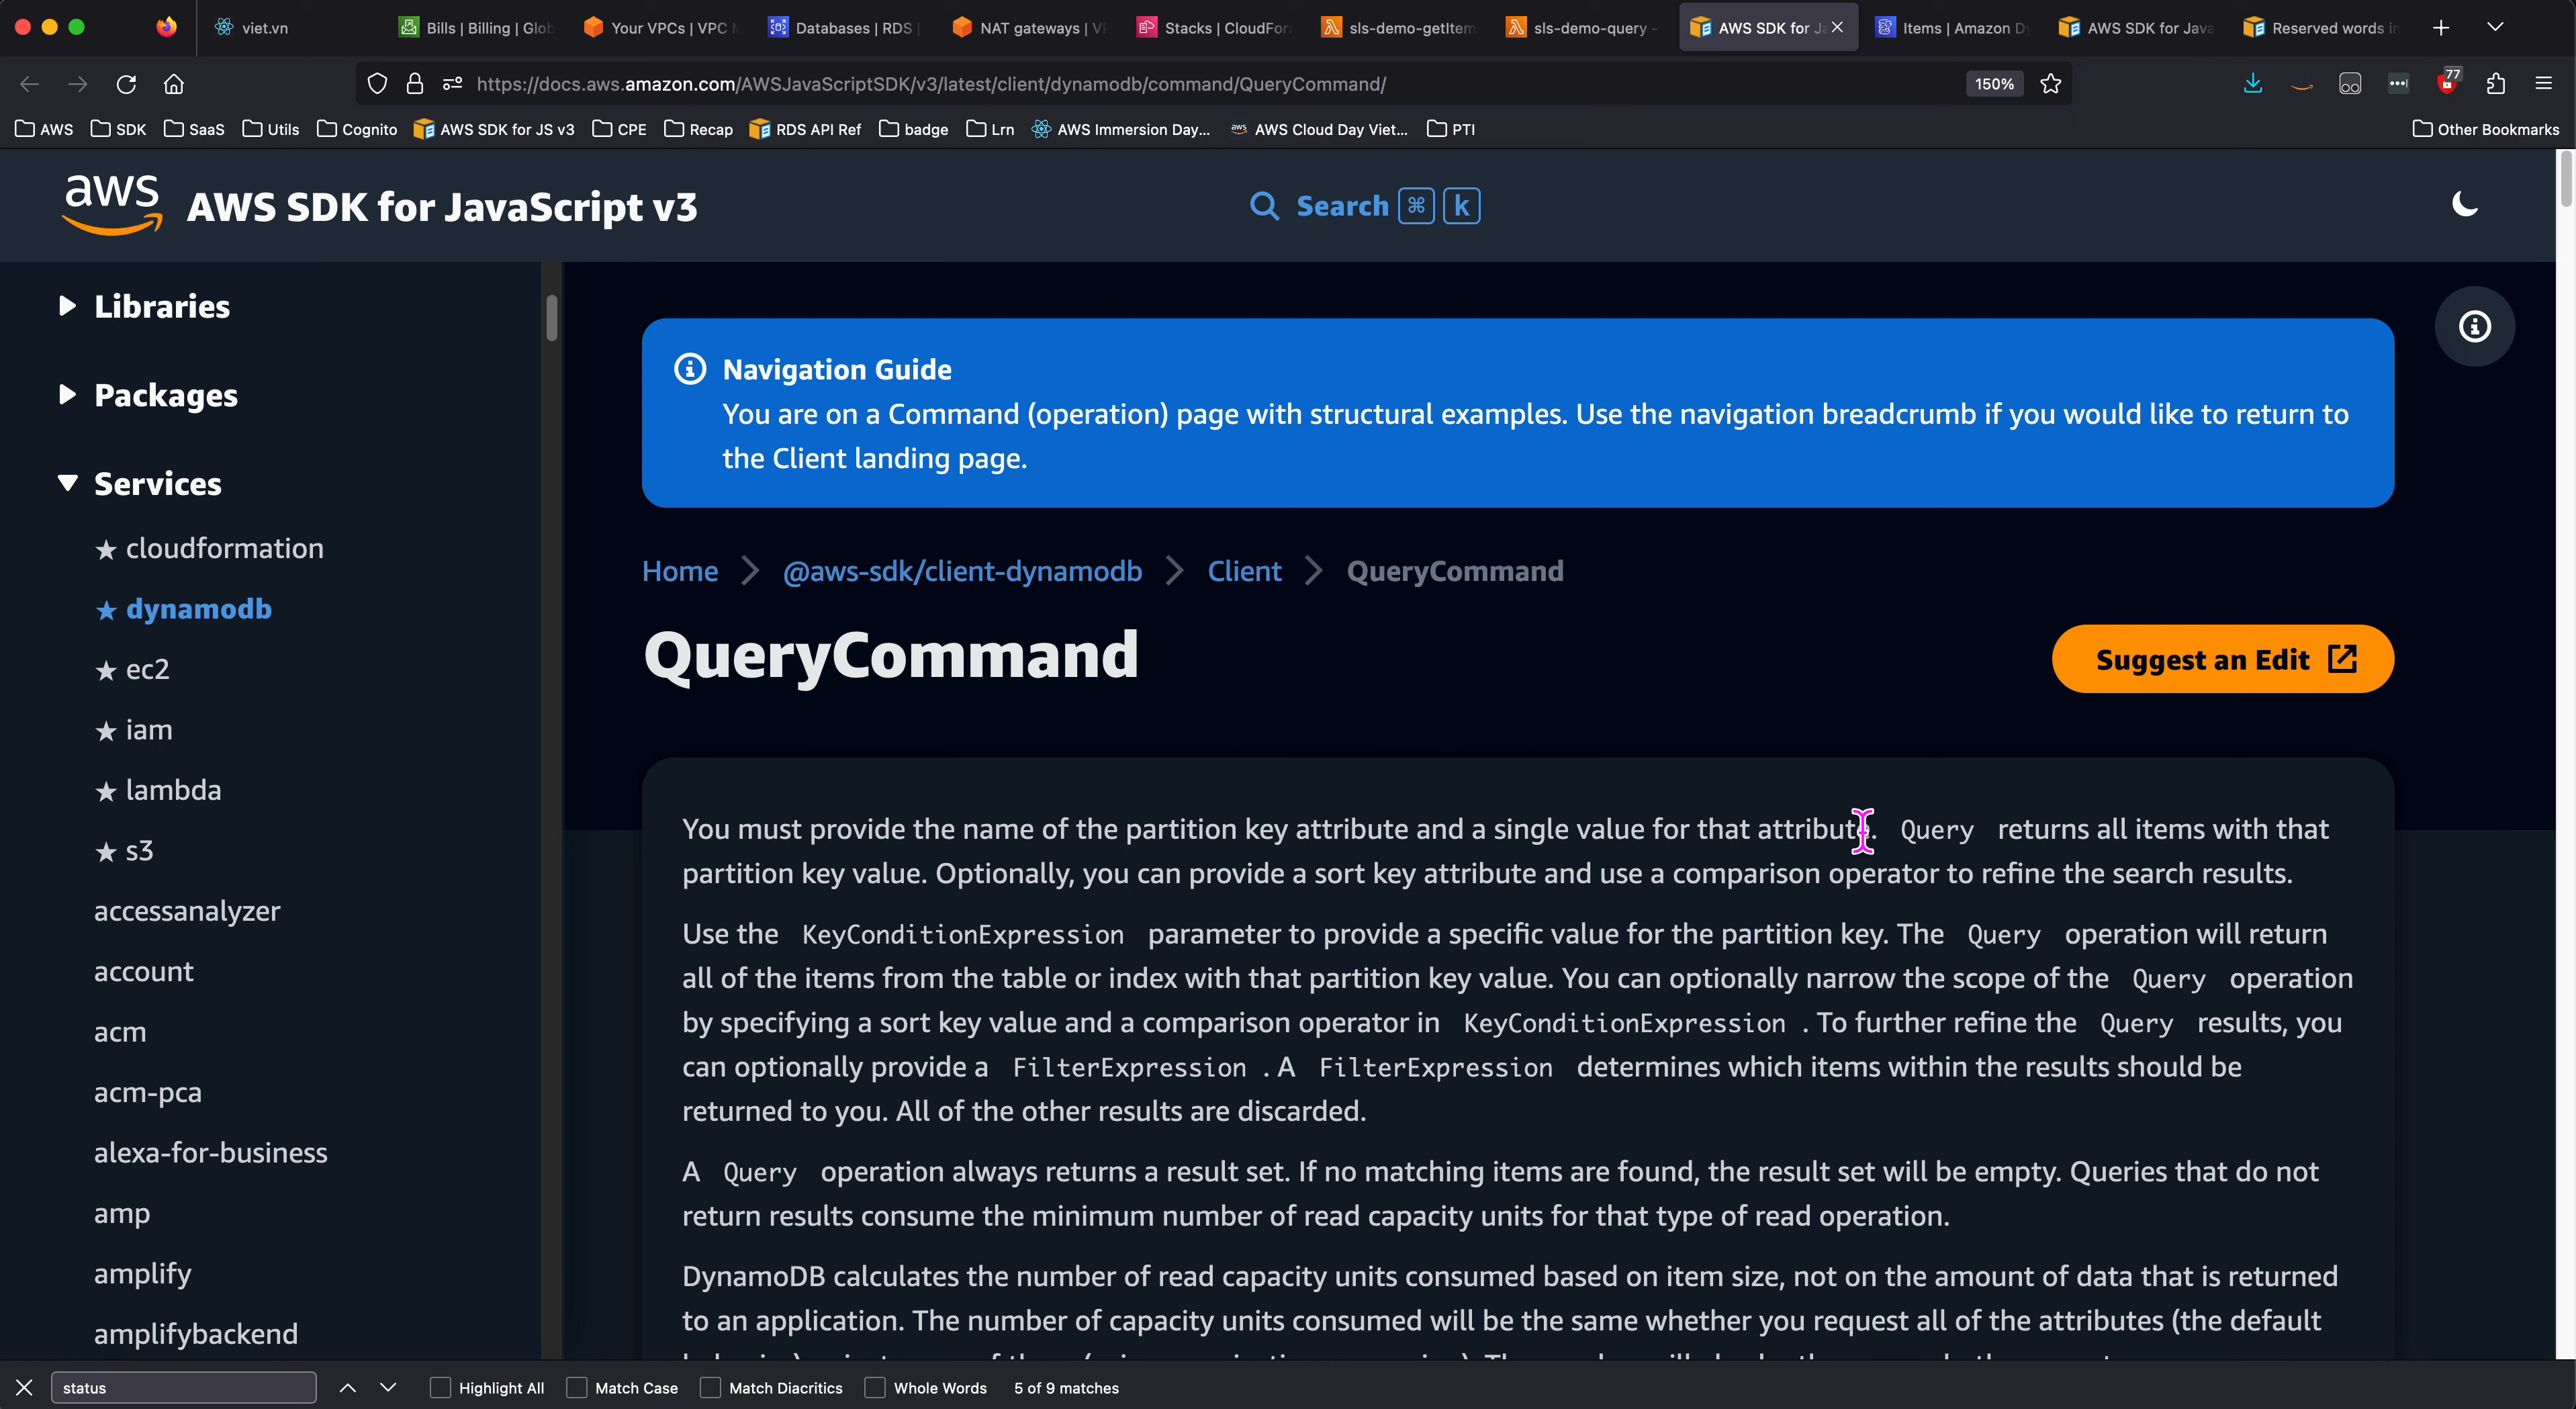 viet.vn
Bills | Billing | Glob
Your VPCs | VPC
Databases | RDS |
NAT gateways | VP
Stacks | CloudFor
sls-demo-getItem
sls-demo-query -
AWS SDK for Ja
Items | Amazon Dy
AWS SDK for Java
Reserved words in
https://docs.aws.amazon.com/AWSJavaScriptSDK/v3/latest/client/dynamodb/command/QueryCommand/
150%
77
AWS
SDK
SaaS
Utils
Cognito
AWS SDK for JS v3
CPE
Recap
RDS API Ref
badge
Lrn
AWS Immersion Day...
aws
AWS Cloud Day Viet...
PTI
Other Bookmarks
aws
AWS SDK for JavaScript v3
Search ⌘ k
Libraries
Packages
Services
★ cloudformation
★ dynamodb
★ ec2
★ iam
★ lambda
★ s3
accessanalyzer
account
acm
acm-pca
alexa-for-business
amp
amplify
amplifybackend
Navigation Guide
You are on a Command (operation) page with structural examples. Use the navigation breadcrumb if you would like to return to
the Client landing page.
Home > @aws-sdk/client-dynamodb > Client > QueryCommand
QueryCommand
Suggest an Edit
You must provide the name of the partition key attribute and a single value for that attribute. Query returns all items with that
partition key value. Optionally, you can provide a sort key attribute and use a comparison operator to refine the search results.
Use the KeyConditionExpression parameter to provide a specific value for the partition key. The Query operation will return
all of the items from the table or index with that partition key value. You can optionally narrow the scope of the Query operation
by specifying a sort key value and a comparison operator in KeyConditionExpression . To further refine the Query results, you
can optionally provide a FilterExpression . A FilterExpression determines which items within the results should be
returned to you. All of the other results are discarded.
A Query operation always returns a result set. If no matching items are found, the result set will be empty. Queries that do not
return results consume the minimum number of read capacity units for that type of read operation.
DynamoDB calculates the number of read capacity units consumed based on item size, not on the amount of data that is returned
to an application. The number of capacity units consumed will be the same whether you request all of the attributes (the default
status
Highlight All
Match Case
Match Diacritics
Whole Words
5 of 9 matches